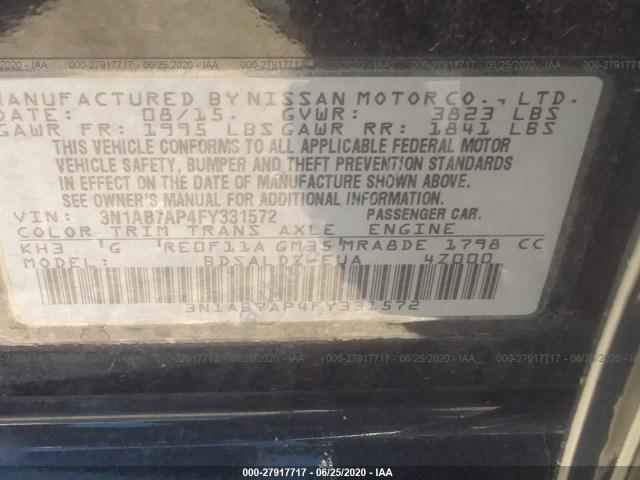 000-27917717 - 06/25/2020 - IAA
MANUFACTURED BY NISSAN MOTOR CO., LTD.
DATE: 08/15. GVWR: 3823 LBS
GAWR FR: 1995 LBS GAWR RR: 1841 LBS
THIS VEHICLE CONFORMS TO ALL APPLICABLE FEDERAL MOTOR
VEHICLE SAFETY, BUMPER AND THEFT PREVENTION STANDARDS
IN EFFECT ON THE DATE OF MANUFACTURE SHOWN ABOVE.
SEE OWNER'S MANUAL FOR ADDITIONAL INFORMATION.
VIN: 3N1AB7AP4FY331572 PASSENGER CAR.
COLOR TRIM TRANS AXLE ENGINE
KH3 G RE0F11A GM35 MRA8DE 1798 CC
4Z000
3N1AB7AP4FY331572
000-27917717 - 06/25/2020 - IAA